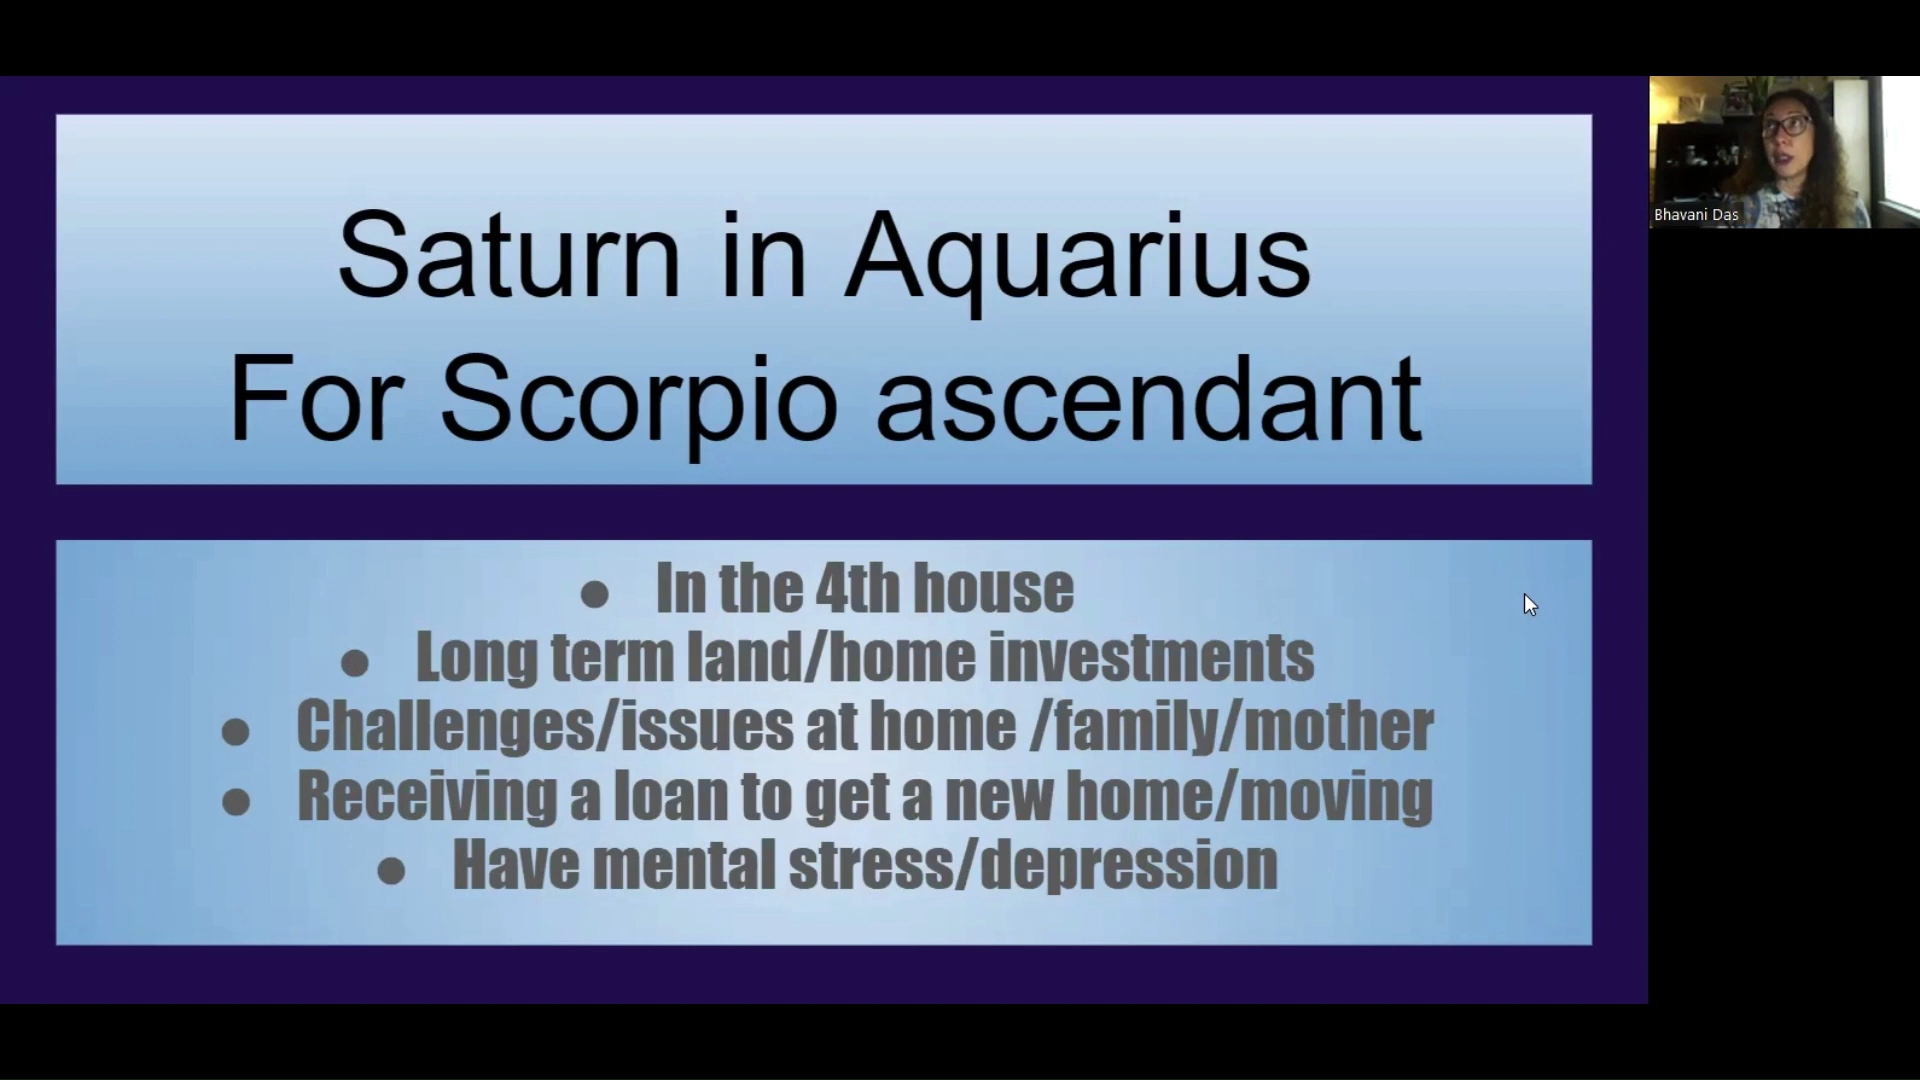 Saturn in Aquarius
For Scorpio ascendant
● In the 4th house
● Long term land/home investments
● Challenges/issues at home /family/mother
● Receiving a loan to get a new home/moving
● Have mental stress/depression
Bhavani Das